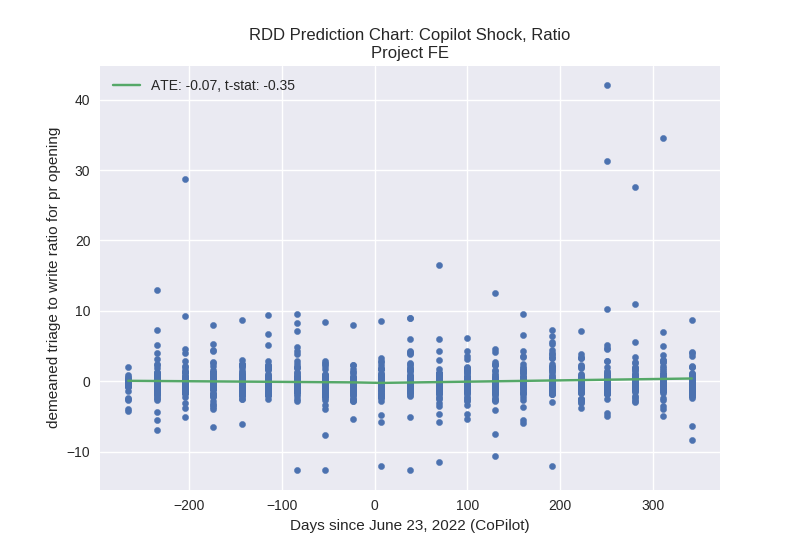 RDD Prediction Chart: Copilot Shock, Ratio
Project FE
ATE: -0.07, t-stat: -0.35
demeaned triage to write ratio for pr opening
40
30
20
10
0
−10
−200
−100
0
100
200
300
Days since June 23, 2022 (CoPilot)